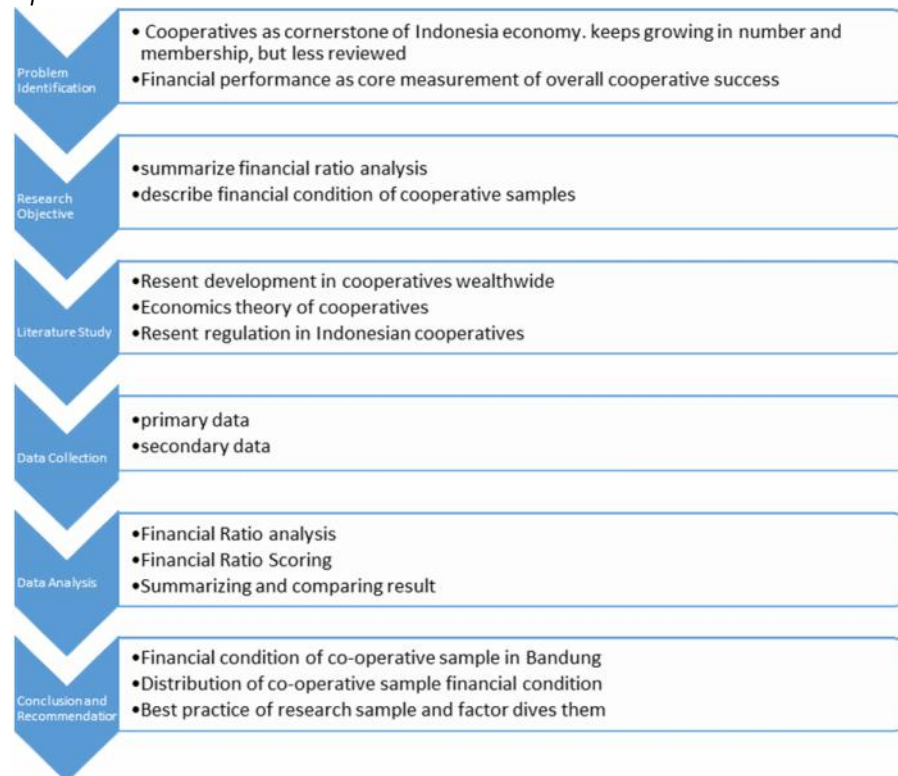 Problem
Identification
• Cooperatives as cornerstone of Indonesia economy. keeps growing in number and
membership, but less reviewed
•Financial performance as core measurement of overall cooperative success
Research
Objective
•summarize financial ratio analysis
•describe financial condition of cooperative samples
Literature Study
•Resent development in cooperatives wealthwide
•Economics theory of cooperatives
•Resent regulation in Indonesian cooperatives
Data Collection
•primary data
•secondary data
Data Analysis
•Financial Ratio analysis
•Financial Ratio Scoring
•Summarizing and comparing result
Conclusion and
Recommendation
•Financial condition of co-operative sample in Bandung
•Distribution of co-operative sample financial condition
•Best practice of research sample and factor dives them